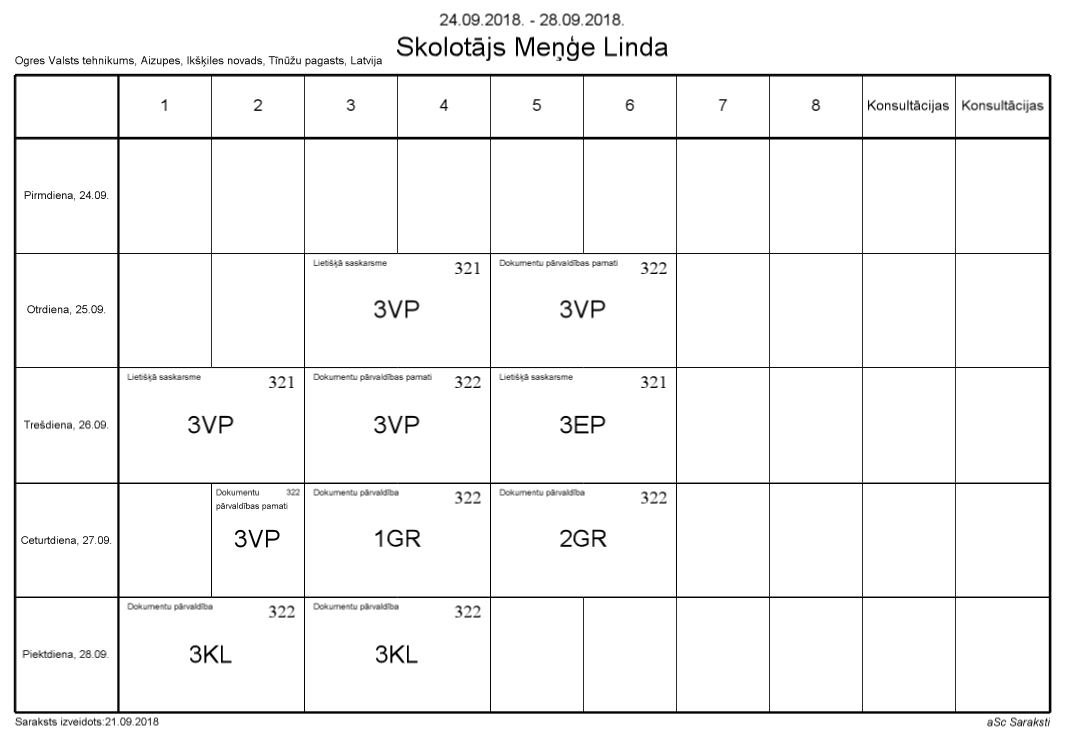 24.09.2018. - 28.09.2018.
Skolotājs Meņģe Linda
Ogres Valsts tehnikums, Aizupes, Ikšķiles novads, Tīnūžu pagasts, Latvija
1 2 3 4 5 6 7 8 Konsultācijas Konsultācijas
Pirmdiena, 24.09.
Lietišķā saskarsme 321 Dokumentu pārvaldības pamati 322
Otrdiena, 25.09. 3VP 3VP
Lietišķā saskarsme 321 Dokumentu pārvaldības pamati 322 Lietišķā saskarsme 321
Trešdiena, 26.09. 3VP 3VP 3EP
Dokumentu 322 Dokumentu pārvaldība 322 Dokumentu pārvaldība 322
pārvaldības pamati
Ceturtdiena, 27.09. 3VP 1GR 2GR
Dokumentu pārvaldība 322 Dokumentu pārvaldība 322
Piektdiena, 28.09. 3KL 3KL
Saraksts izveidots:21.09.2018 aSc Saraksti